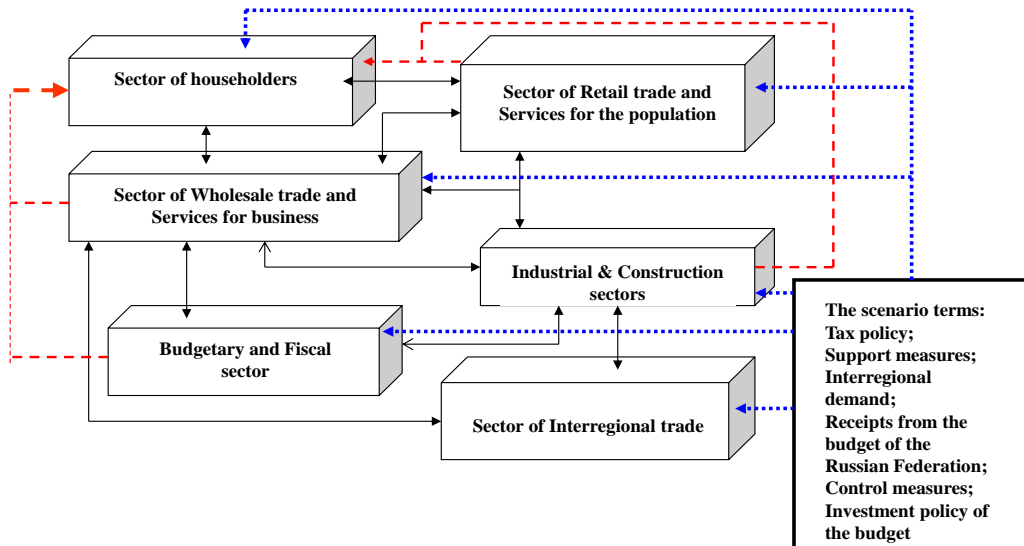 Sector of householders
Sector of Retail trade and
Services for the population
Sector of Wholesale trade and
Services for business
Industrial & Construction
sectors
Budgetary and Fiscal
sector
Sector of Interregional trade
The scenario terms:
Tax policy;
Support measures;
Interregional
demand;
Receipts from the
budget of the
Russian Federation;
Control measures;
Investment policy of
the budget